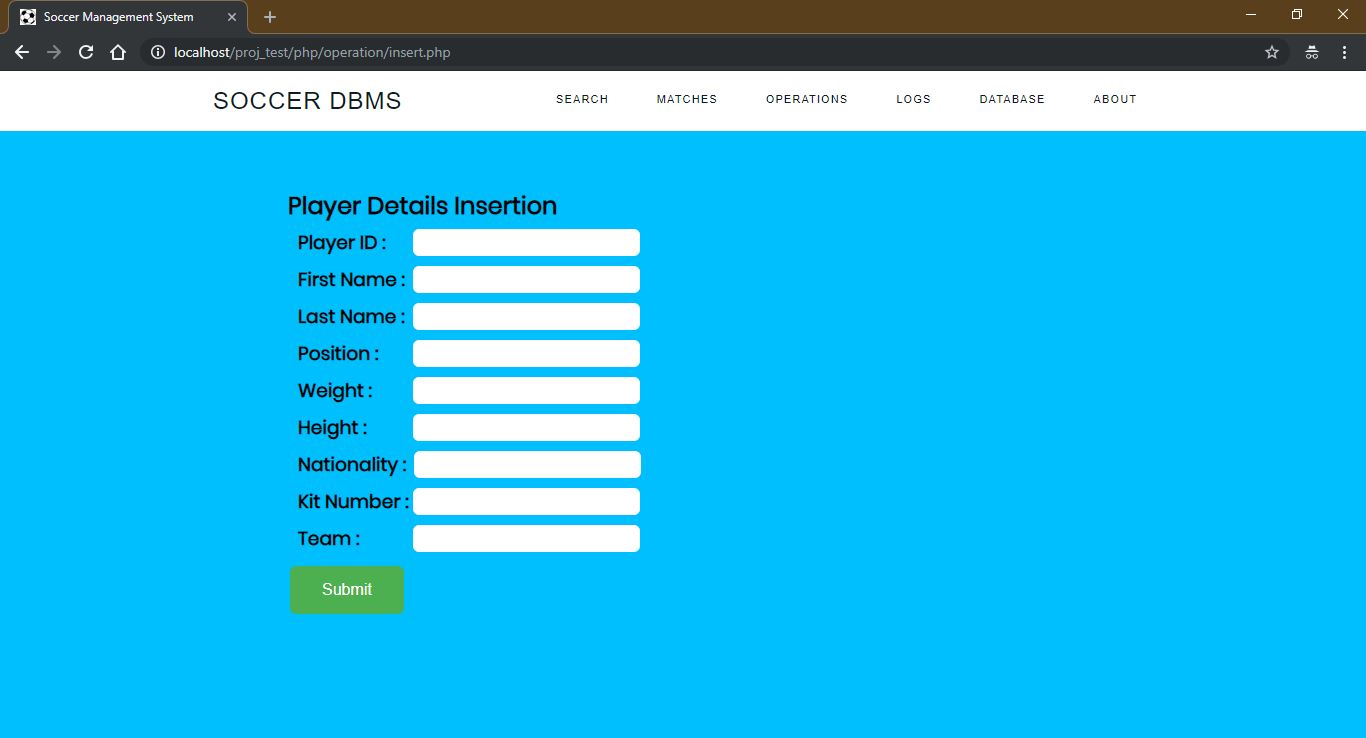 Soccer Management System
localhost/proj_test/php/operation/insert.php
SOCCER DBMS SEARCH MATCHES OPERATIONS LOGS DATABASE ABOUT
Player Details Insertion
Player ID :
First Name :
Last Name :
Position :
Weight :
Height :
Nationality :
Kit Number :
Team :
Submit